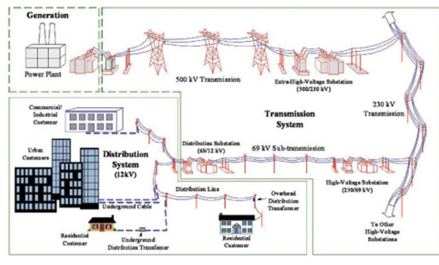 Generation
Power Plant
500 kV Transmission
Extra-High-Voltage Substation
(500/230 kV)
230 kV
Transmission
Commercial/
Industrial
Customer
Distribution Substation
(69/12 kV)
Transmission
System
69 kV Sub-transmission
Urban
Customers
Distribution
System
(12kV)
High-Voltage Substation
(230/69 kV)
Distribution Line
Underground Cable
Overhead
Distribution
Transformer
Residential
Customer
Underground
Distribution Transformer
Residential
Customer
To Other
High-Voltage
Substations